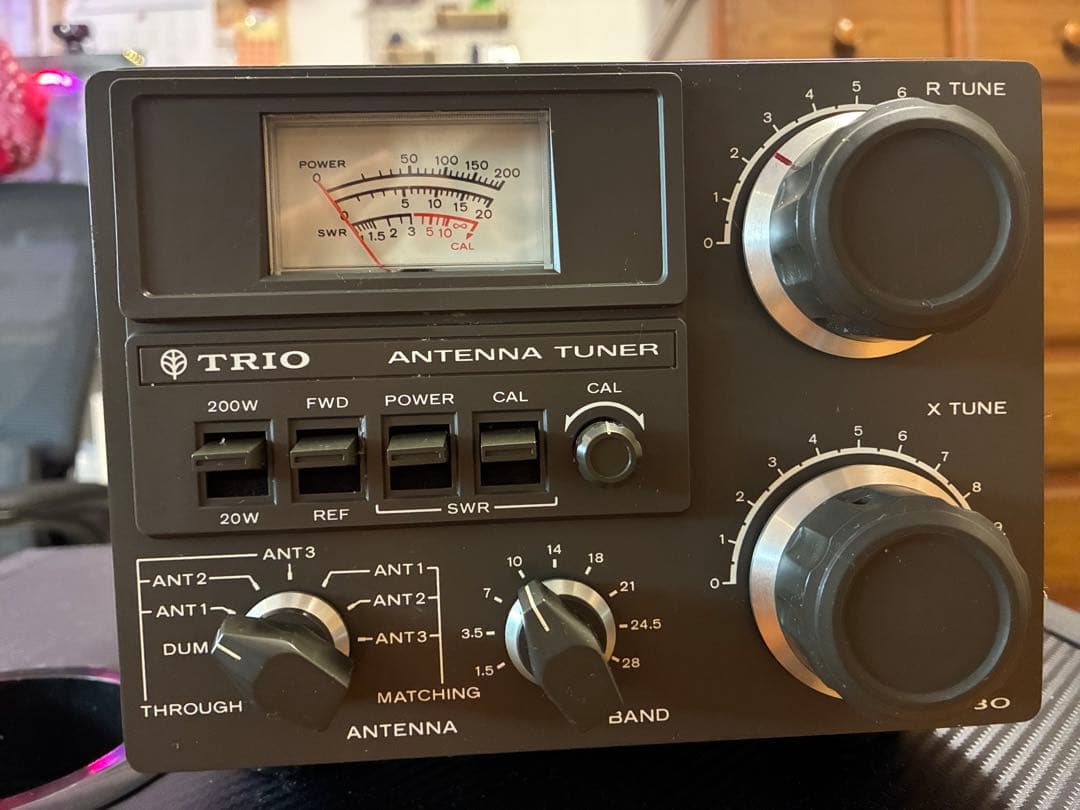 POWER
0 50 100 150 200
0 5 10 15 20
SWR 1 1.5 2 3 5 10 ∞
CAL
TRIO ANTENNA TUNER
200W FWD POWER CAL CAL
20W REF SWR
R TUNE
0 1 2 3 4 5 6
X TUNE
0 1 2 3 4 5 6 7 8 9
ANT3
ANT2
ANT1
DUM
THROUGH
ANT1
ANT2
ANT3
MATCHING
ANTENNA
1.5 3.5 7 10 14 18 21 24.5 28
BAND
30